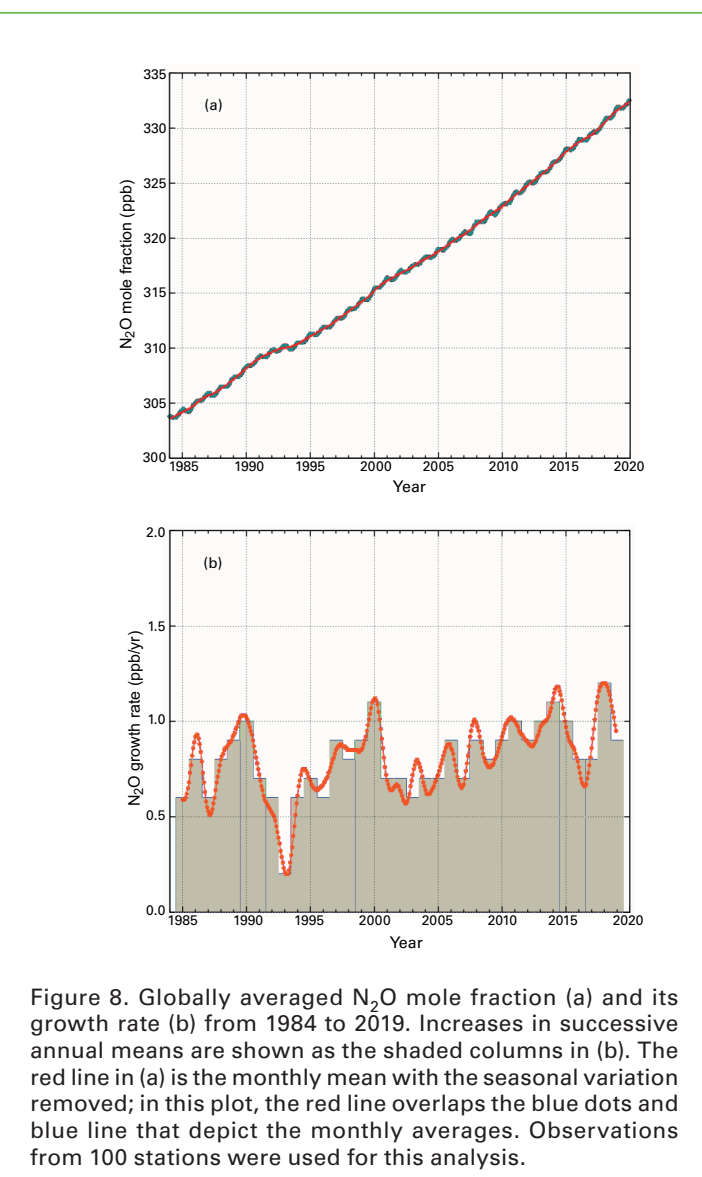 335
(a)
330
325
320
315
310
305
300
N₂O mole fraction (ppb)
1985 1990 1995 2000 2005 2010 2015 2020
Year
2.0
(b)
1.5
1.0
0.5
0.0
N₂O growth rate (ppb/yr)
1985 1990 1995 2000 2005 2010 2015 2020
Year
Figure 8. Globally averaged N₂O mole fraction (a) and its
growth rate (b) from 1984 to 2019. Increases in successive
annual means are shown as the shaded columns in (b). The
red line in (a) is the monthly mean with the seasonal variation
removed; in this plot, the red line overlaps the blue dots and
blue line that depict the monthly averages. Observations
from 100 stations were used for this analysis.